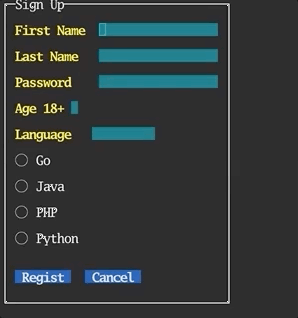 Sign Up
First Name
Last Name
Password
Age 18+
Language
Go
Java
PHP
Python
Regist Cancel